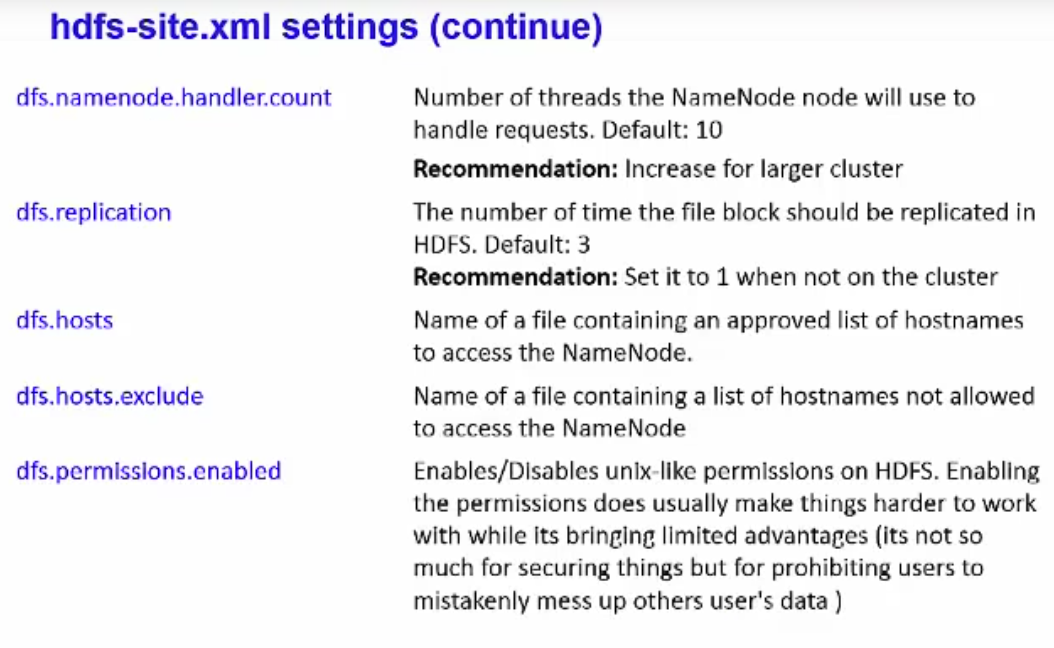 hdfs-site.xml settings (continue)
dfs.namenode.handler.count
Number of threads the NameNode node will use to
handle requests. Default: 10
Recommendation: Increase for larger cluster
dfs.replication
The number of time the file block should be replicated in
HDFS. Default: 3
Recommendation: Set it to 1 when not on the cluster
dfs.hosts
Name of a file containing an approved list of hostnames
to access the NameNode.
dfs.hosts.exclude
Name of a file containing a list of hostnames not allowed
to access the NameNode
dfs.permissions.enabled
Enables/Disables unix-like permissions on HDFS. Enabling
the permissions does usually make things harder to work
with while its bringing limited advantages (its not so
much for securing things but for prohibiting users to
mistakenly mess up others user's data )